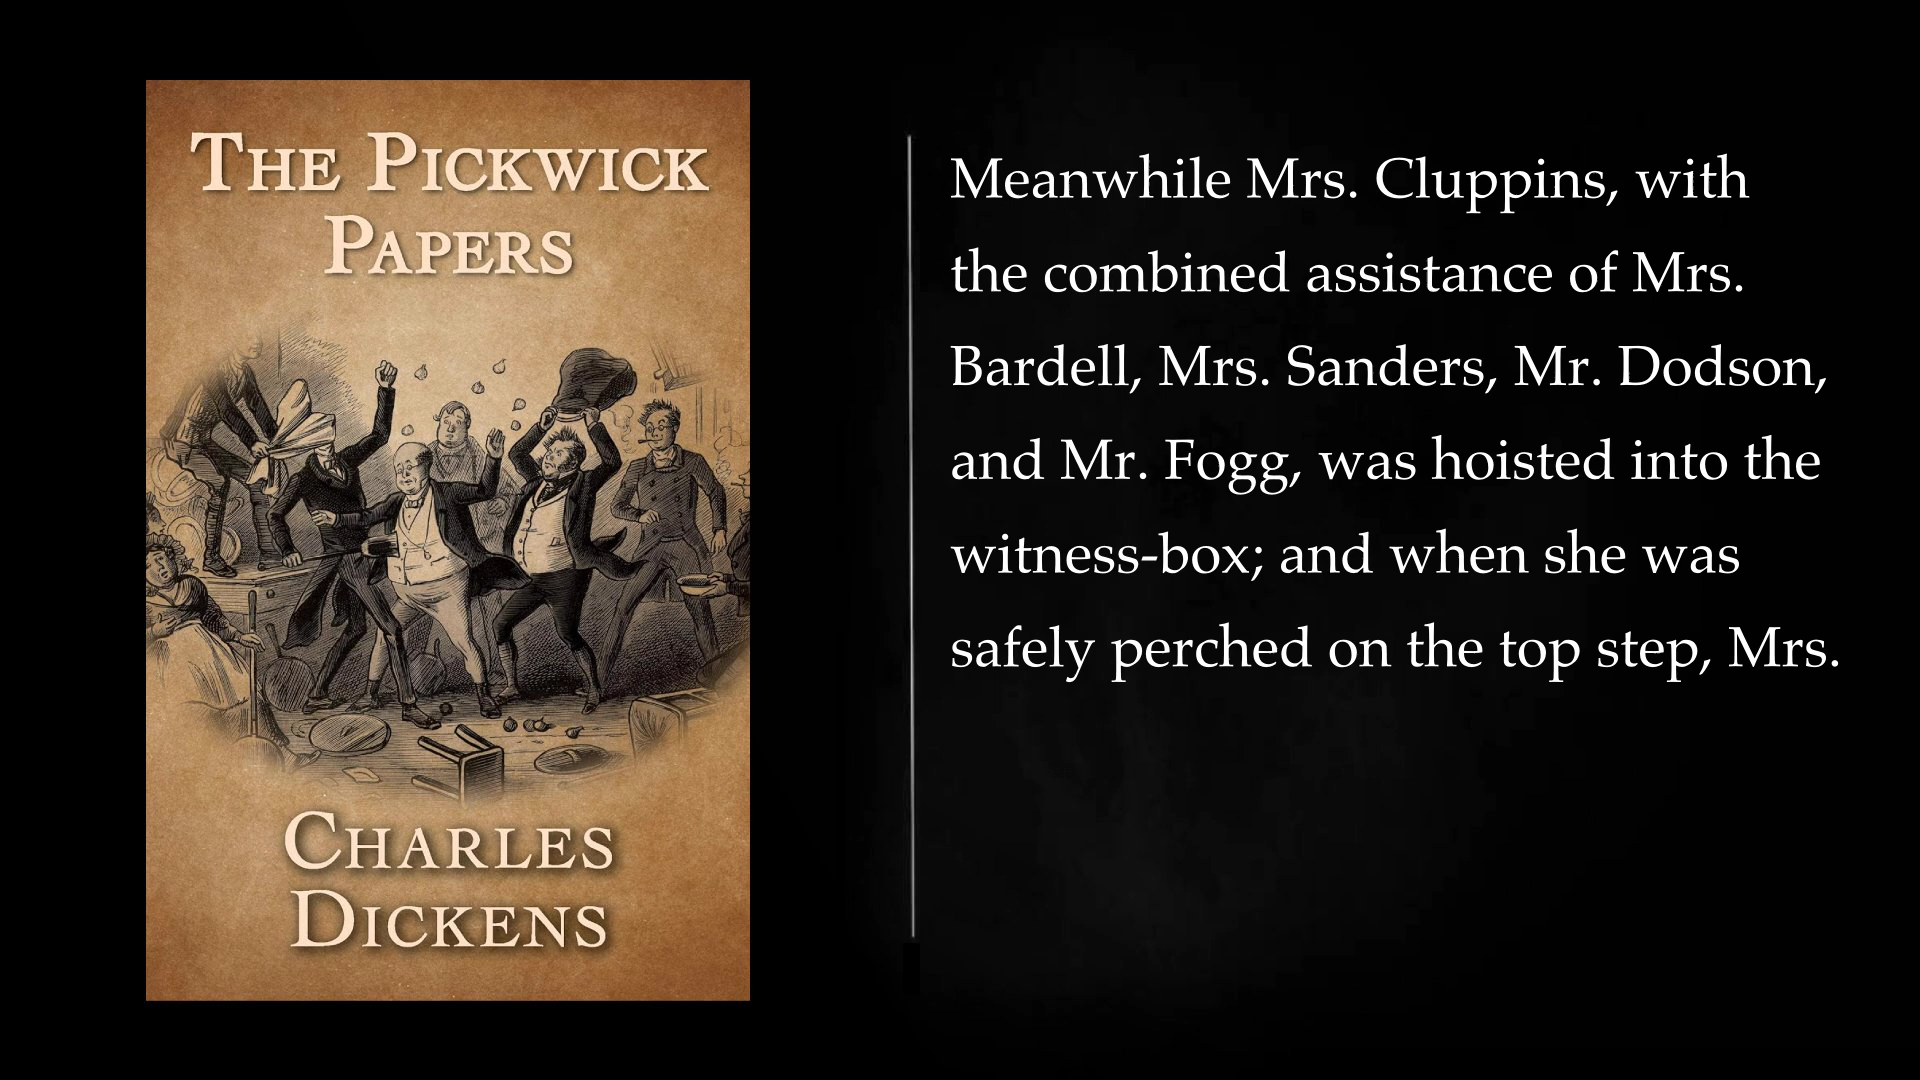 The Pickwick
Papers
Charles
Dickens
Meanwhile Mrs. Cluppins, with
the combined assistance of Mrs.
Bardell, Mrs. Sanders, Mr. Dodson,
and Mr. Fogg, was hoisted into the
witness-box; and when she was
safely perched on the top step, Mrs.